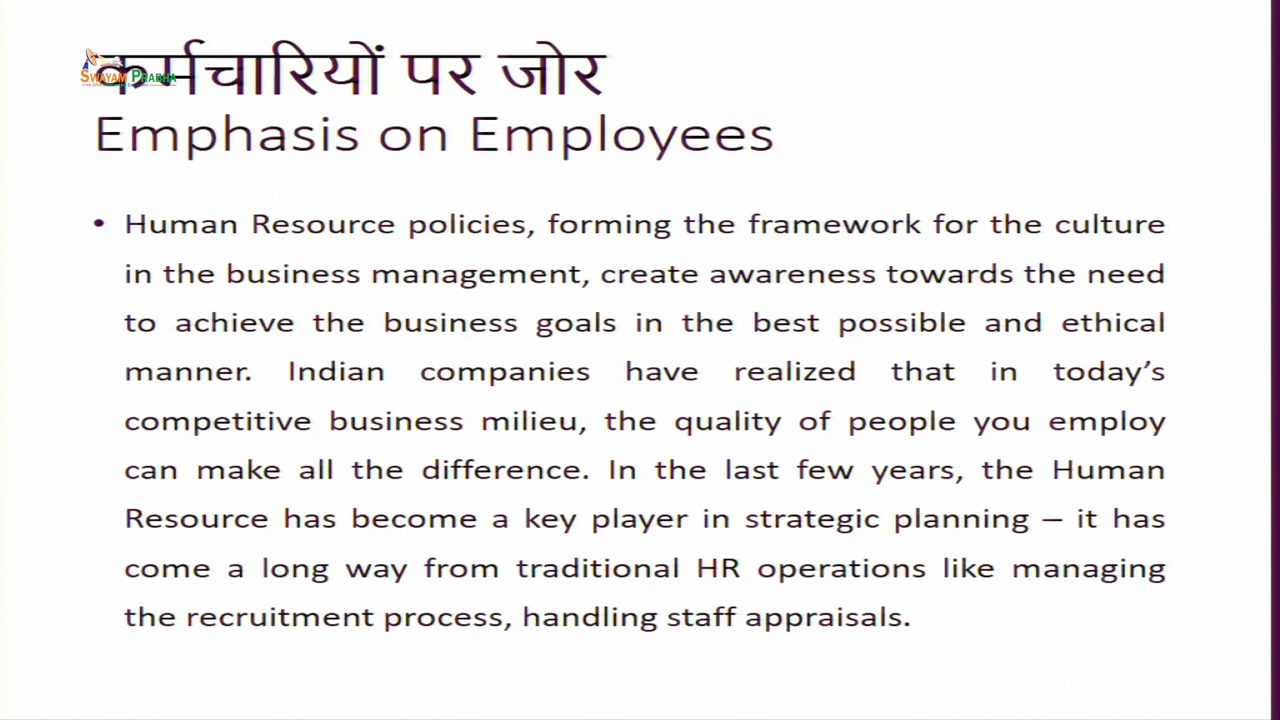 कर्मचारियों पर जोर
SWAYAM PRABHA
Emphasis on Employees
• Human Resource policies, forming the framework for the culture
in the business management, create awareness towards the need
to achieve the business goals in the best possible and ethical
manner. Indian companies have realized that in today’s
competitive business milieu, the quality of people you employ
can make all the difference. In the last few years, the Human
Resource has become a key player in strategic planning – it has
come a long way from traditional HR operations like managing
the recruitment process, handling staff appraisals.